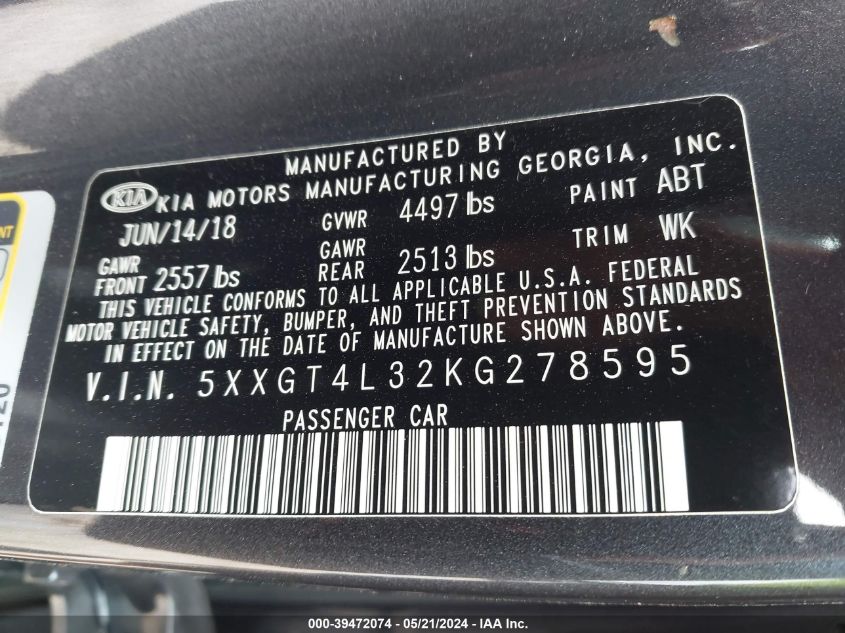 MANUFACTURED BY
KIA KIA MOTORS MANUFACTURING GEORGIA, INC.
JUN/14/18 GVWR 4497 lbs PAINT ABT
GAWR FRONT 2557 lbs GAWR REAR 2513 lbs TRIM WK
THIS VEHICLE CONFORMS TO ALL APPLICABLE U.S.A. FEDERAL
MOTOR VEHICLE SAFETY, BUMPER, AND THEFT PREVENTION STANDARDS
IN EFFECT ON THE DATE OF MANUFACTURE SHOWN ABOVE.
V.I.N. 5XXGT4L32KG278595
PASSENGER CAR
000-39472074 / 05/21/2024 / IAA Inc.